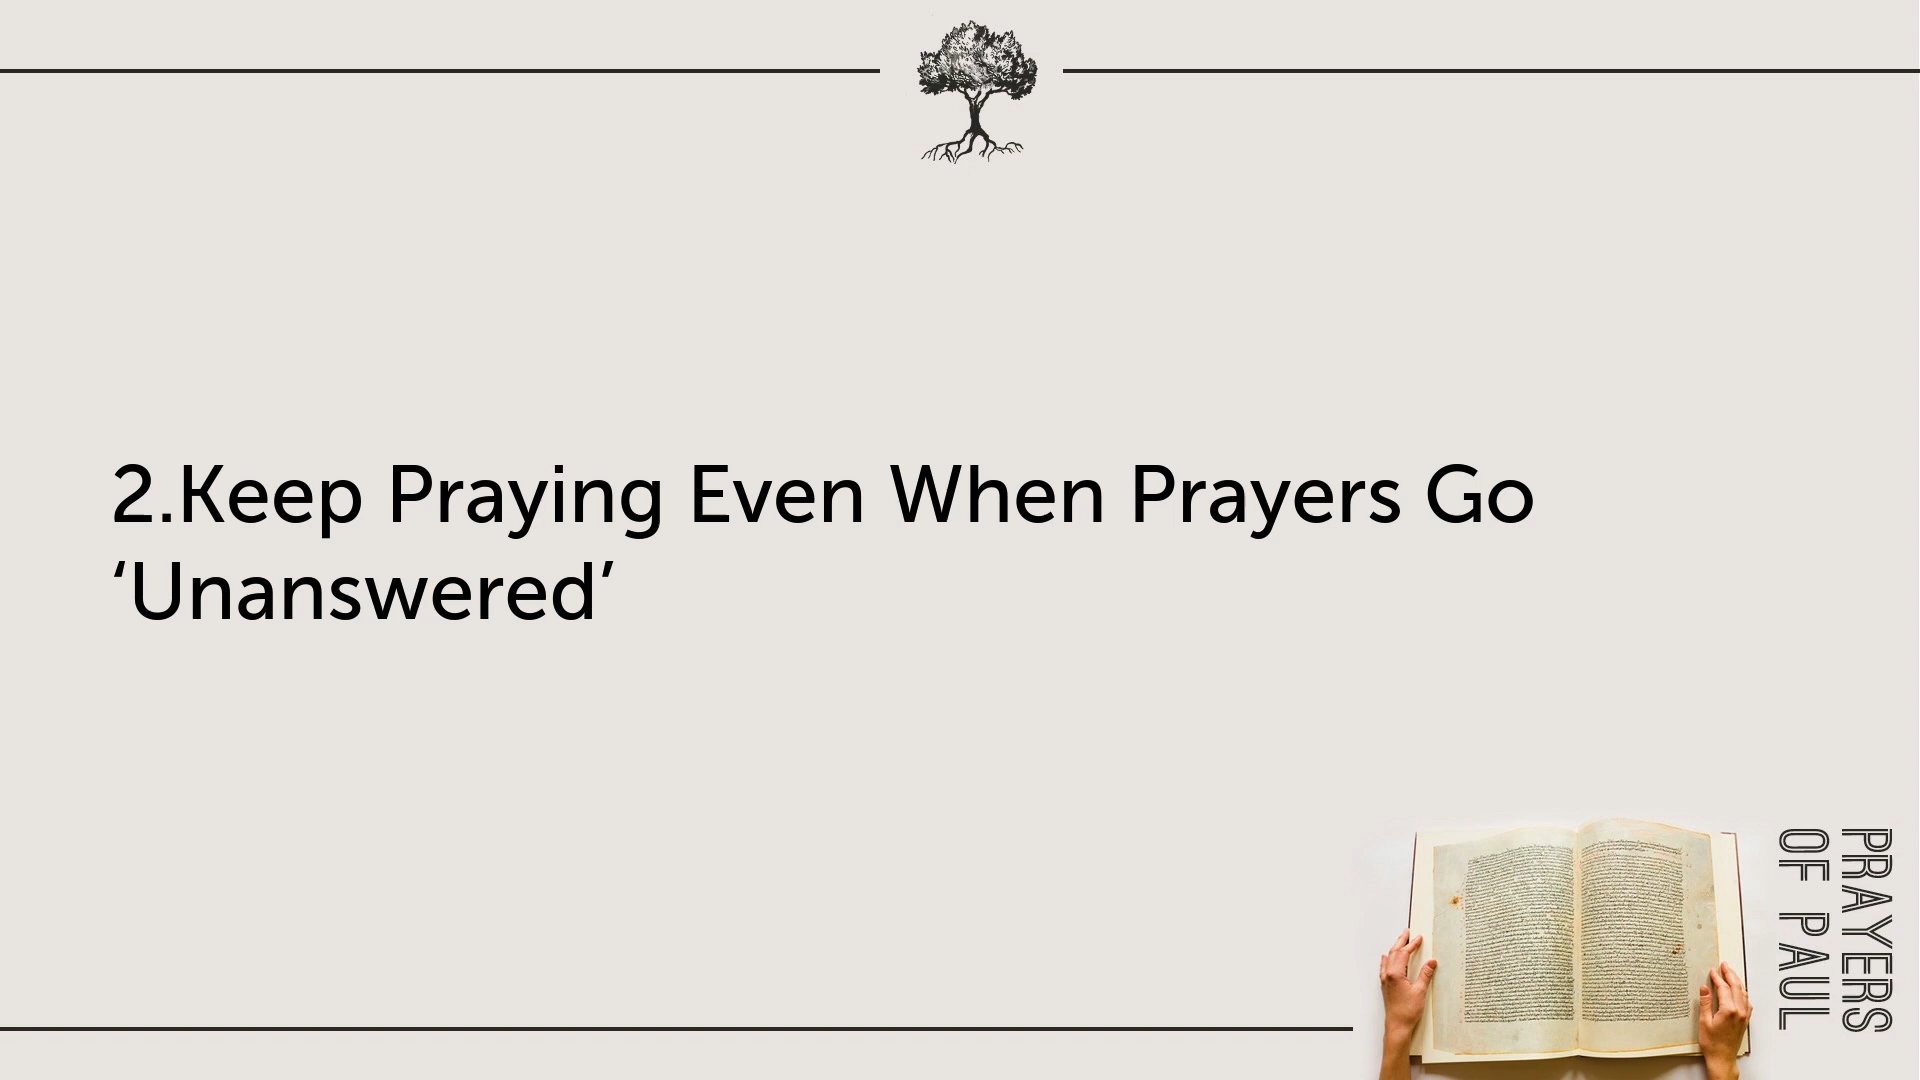 2.Keep Praying Even When Prayers Go
‘Unanswered’
PRAYERS
OF PAUL